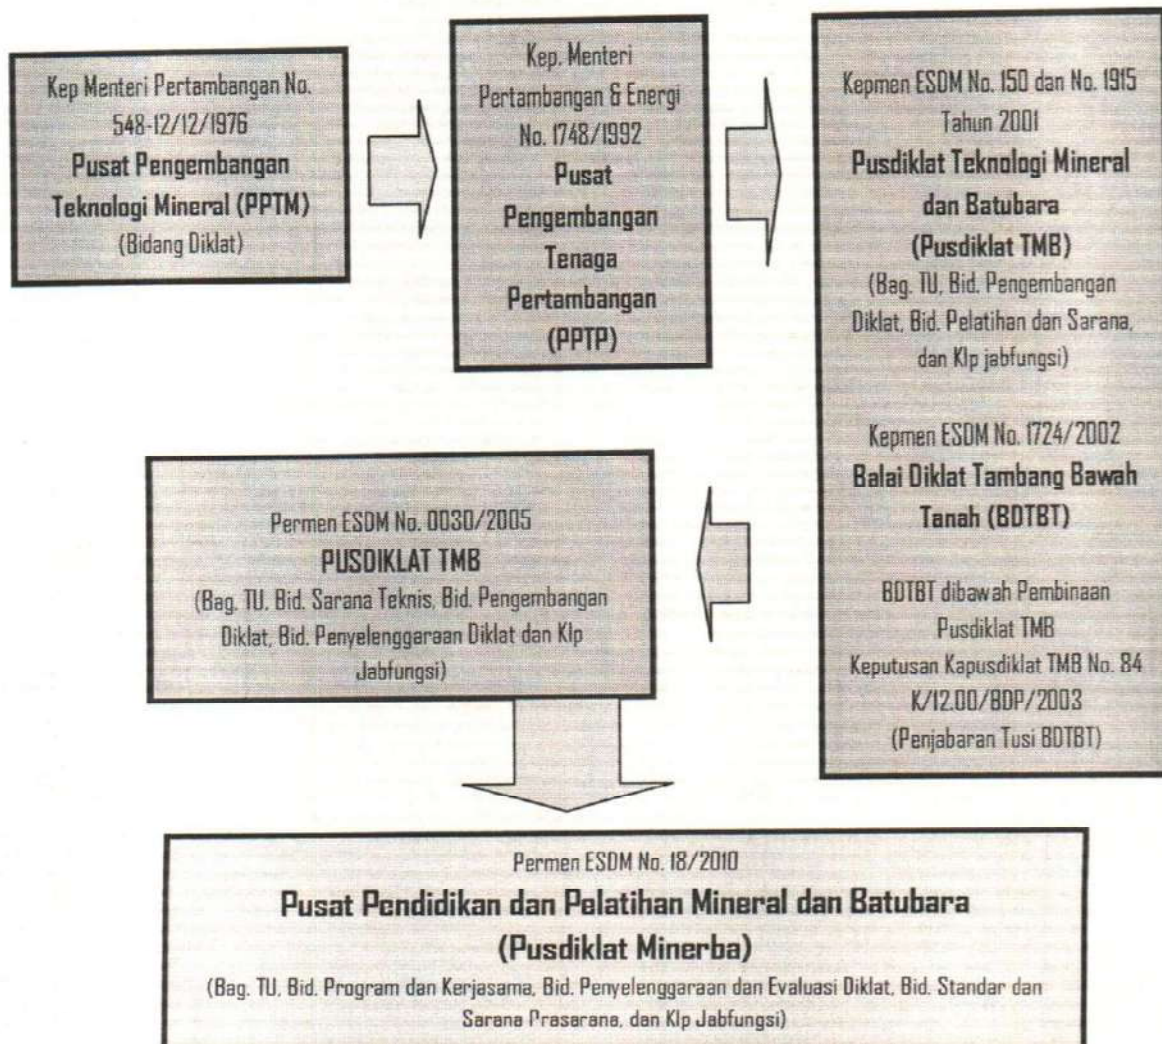 Kep Menteri Pertambangan No.
548-12/12/1976
Pusat Pengembangan
Teknologi Mineral (PPTM)
(Bidang Diklat)
Kep. Menteri
Pertambangan & Energi
No. 1748/1992
Pusat
Pengembangan
Tenaga
Pertambangan
(PPTP)
Kepmen ESDM No. 150 dan No. 1915
Tahun 2001
Pusdiklat Teknologi Mineral
dan Batubara
(Pusdiklat TMB)
(Bag. TU, Bid. Pengembangan
Diklat, Bid. Pelatihan dan Sarana,
dan Klp jabfungsi)
Kepmen ESDM No. 1724/2002
Balai Diklat Tambang Bawah
Tanah (BDTBT)
BDTBT dibawah Pembinaan
Pusdiklat TMB
Keputusan Kapusdiklat TMB No. 84
K/12.00/BDP/2003
(Penjabaran Tusi BDTBT)
Permen ESDM No. 0030/2005
PUSDIKLAT TMB
(Bag. TU. Bid. Sarana Teknis, Bid. Pengembangan
Diklat, Bid. Penyelenggaraan Diklat dan Klp
Jabfungsi)
Permen ESDM No. 18/2010
Pusat Pendidikan dan Pelatihan Mineral dan Batubara
(Pusdiklat Minerba)
(Bag. TU, Bid. Program dan Kerjasama, Bid. Penyelenggaraan dan Evaluasi Diklat, Bid. Standar dan
Sarana Prasarana, dan Klp Jabfungsi)